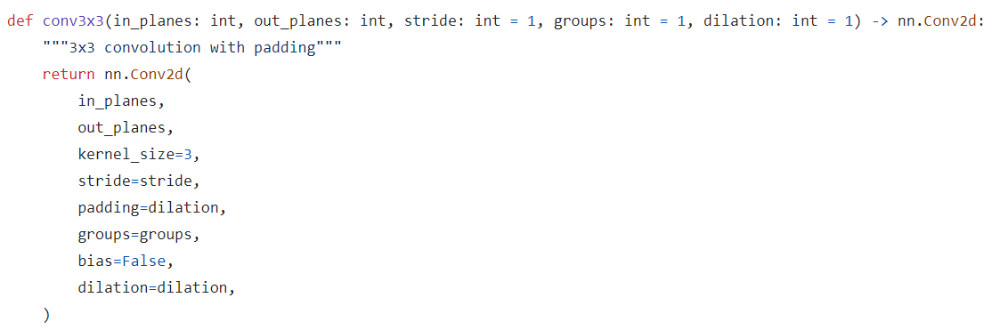 def conv3x3(in_planes: int, out_planes: int, stride: int = 1, groups: int = 1, dilation: int = 1) -> nn.Conv2d:
    """3x3 convolution with padding"""
    return nn.Conv2d(
        in_planes,
        out_planes,
        kernel_size=3,
        stride=stride,
        padding=dilation,
        groups=groups,
        bias=False,
        dilation=dilation,
    )